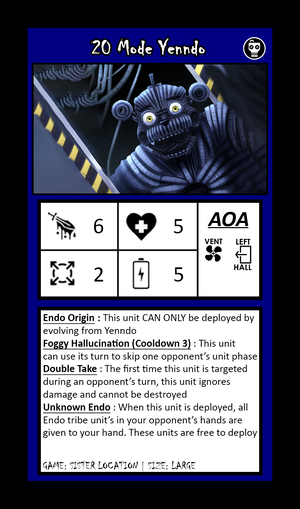 20 Mode Yenndo
6
5
AOA
VENT
LEFT
HALL
2
5
Endo Origin : This unit CAN ONLY be deployed by
evolving from Yenndo
Foggy Hallucination (Cooldown 3) : This unit
can use its turn to skip one opponent's unit phase
Double Take : The first time this unit is targeted
during an opponent's turn, this unit ignores
damage and cannot be destroyed
Unknown Endo : When this unit is deployed, all
Endo tribe unit's in your opponent's hands are
given to your hand. These units are free to deploy
GAME: SISTER LOCATION | SIZE: LARGE